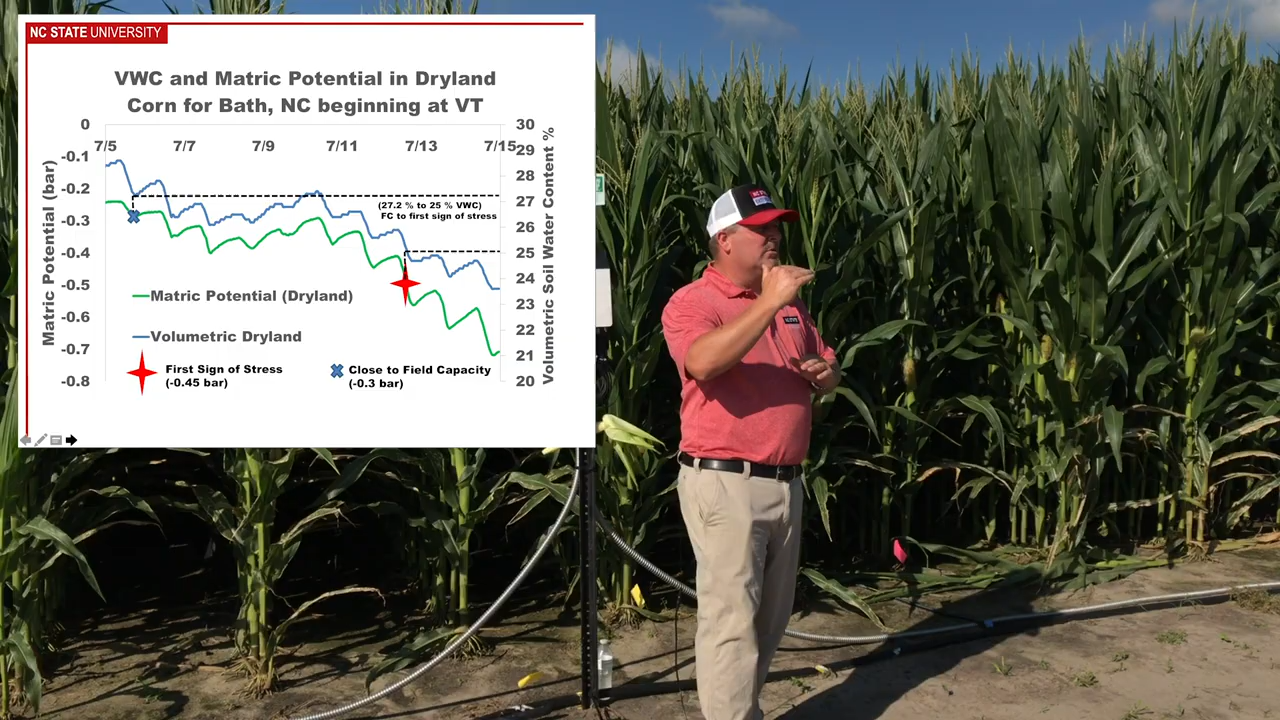 NC STATE UNIVERSITY
VWC and Matric Potential in Dryland
Corn for Bath, NC beginning at VT
0
-0.1
-0.2
-0.3
-0.4
-0.5
-0.6
-0.7
-0.8
Matric Potential (bar)
7/5
7/7
7/9
7/11
7/13
7/15
30
29
28
27
26
25
24
23
22
21
20
Volumetric Soil Water Content %
(27.2 % to 25 % VWC)
FC to first sign of stress
Matric Potential (Dryland)
Volumetric Dryland
First Sign of Stress
(-0.45 bar)
Close to Field Capacity
(-0.3 bar)
NC STATE